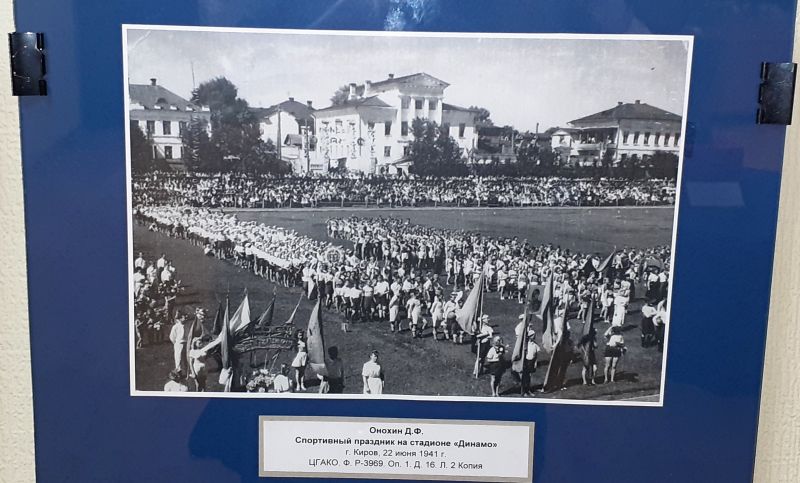 Онохин Д.Ф.
Спортивный праздник на стадионе «Динамо»
г. Киров, 22 июня 1941 г.
ЦГАКО, Ф. Р-3969. Оп. 1. Д. 16. Л. 2 Копия